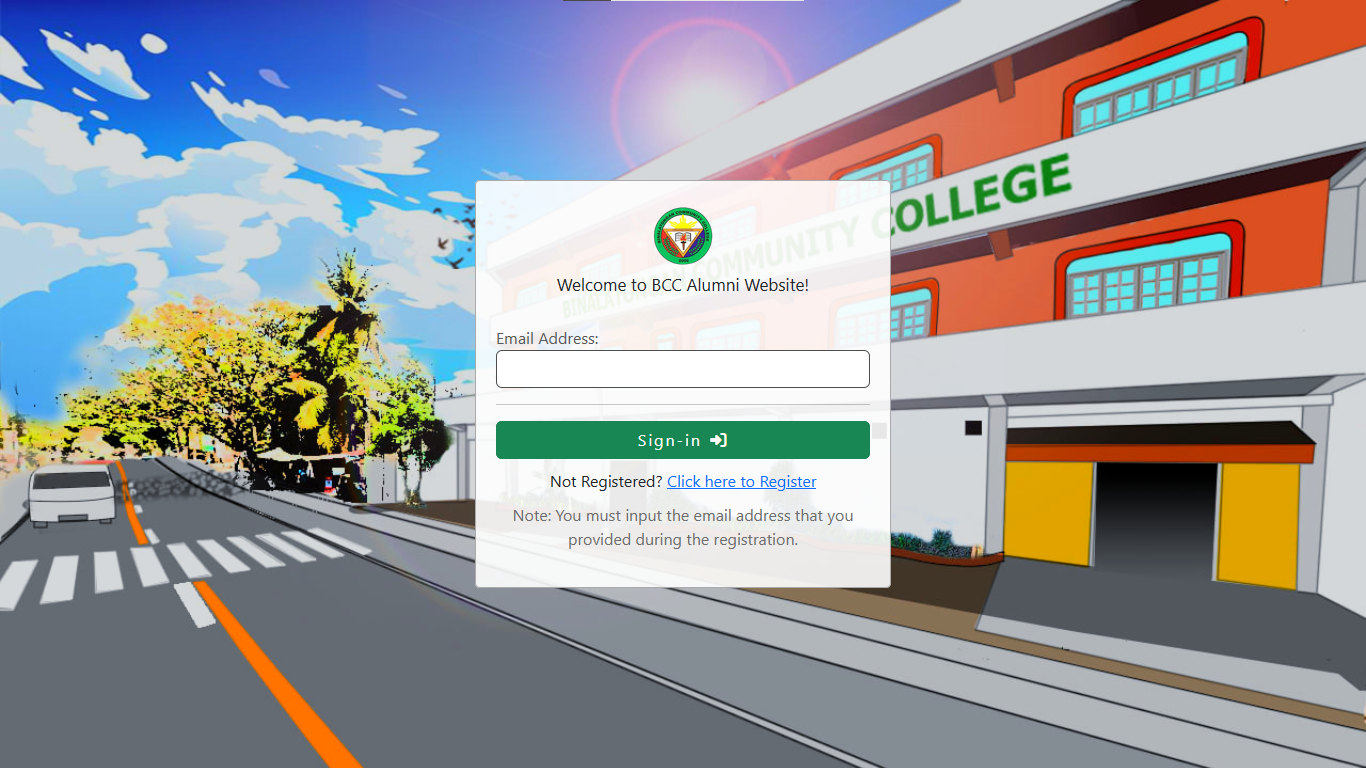 BINALATONGAN COMMUNITY COLLEGE
Welcome to BCC Alumni Website!
Email Address:
Sign-in
Not Registered? Click here to Register
Note: You must input the email address that you
provided during the registration.